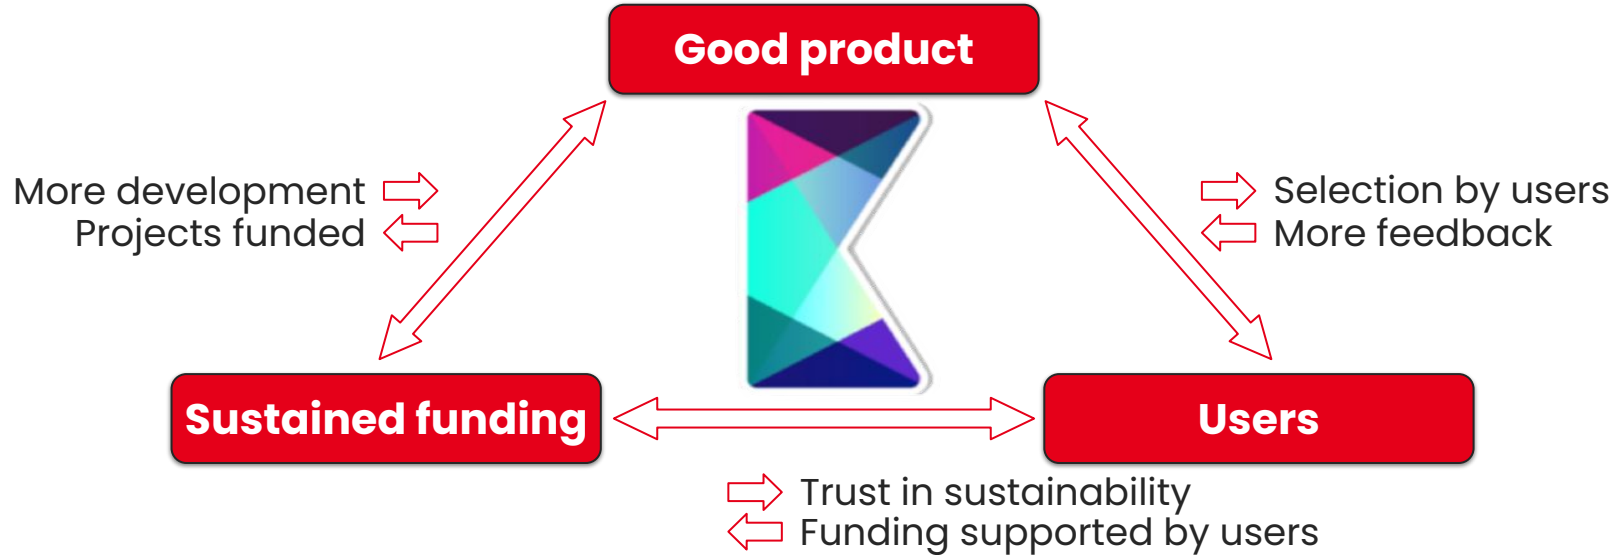 Good product
More development
Projects funded
Selection by users
More feedback
Sustained funding
Users
Trust in sustainability
Funding supported by users